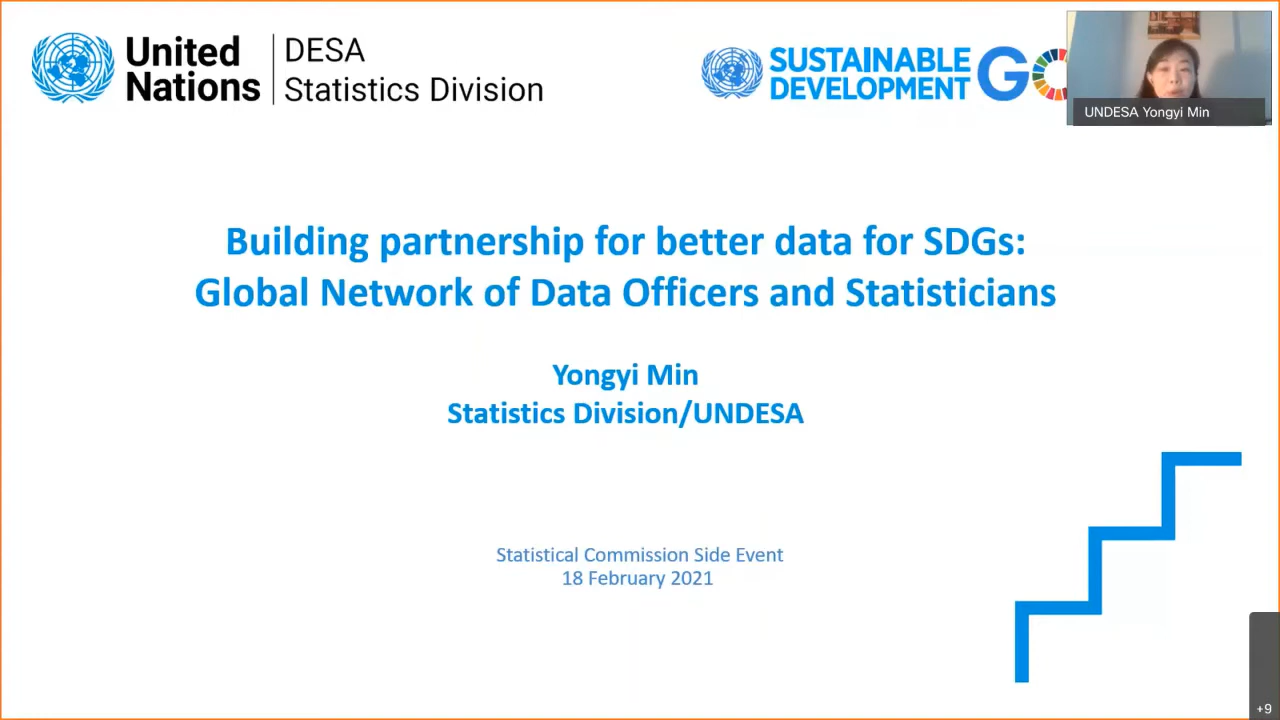 United
Nations
DESA
Statistics Division
SUSTAINABLE
DEVELOPMENT
GO
UNDESA Yongyi Min
Building partnership for better data for SDGs:
Global Network of Data Officers and Statisticians
Yongyi Min
Statistics Division/UNDESA
Statistical Commission Side Event
18 February 2021
+9